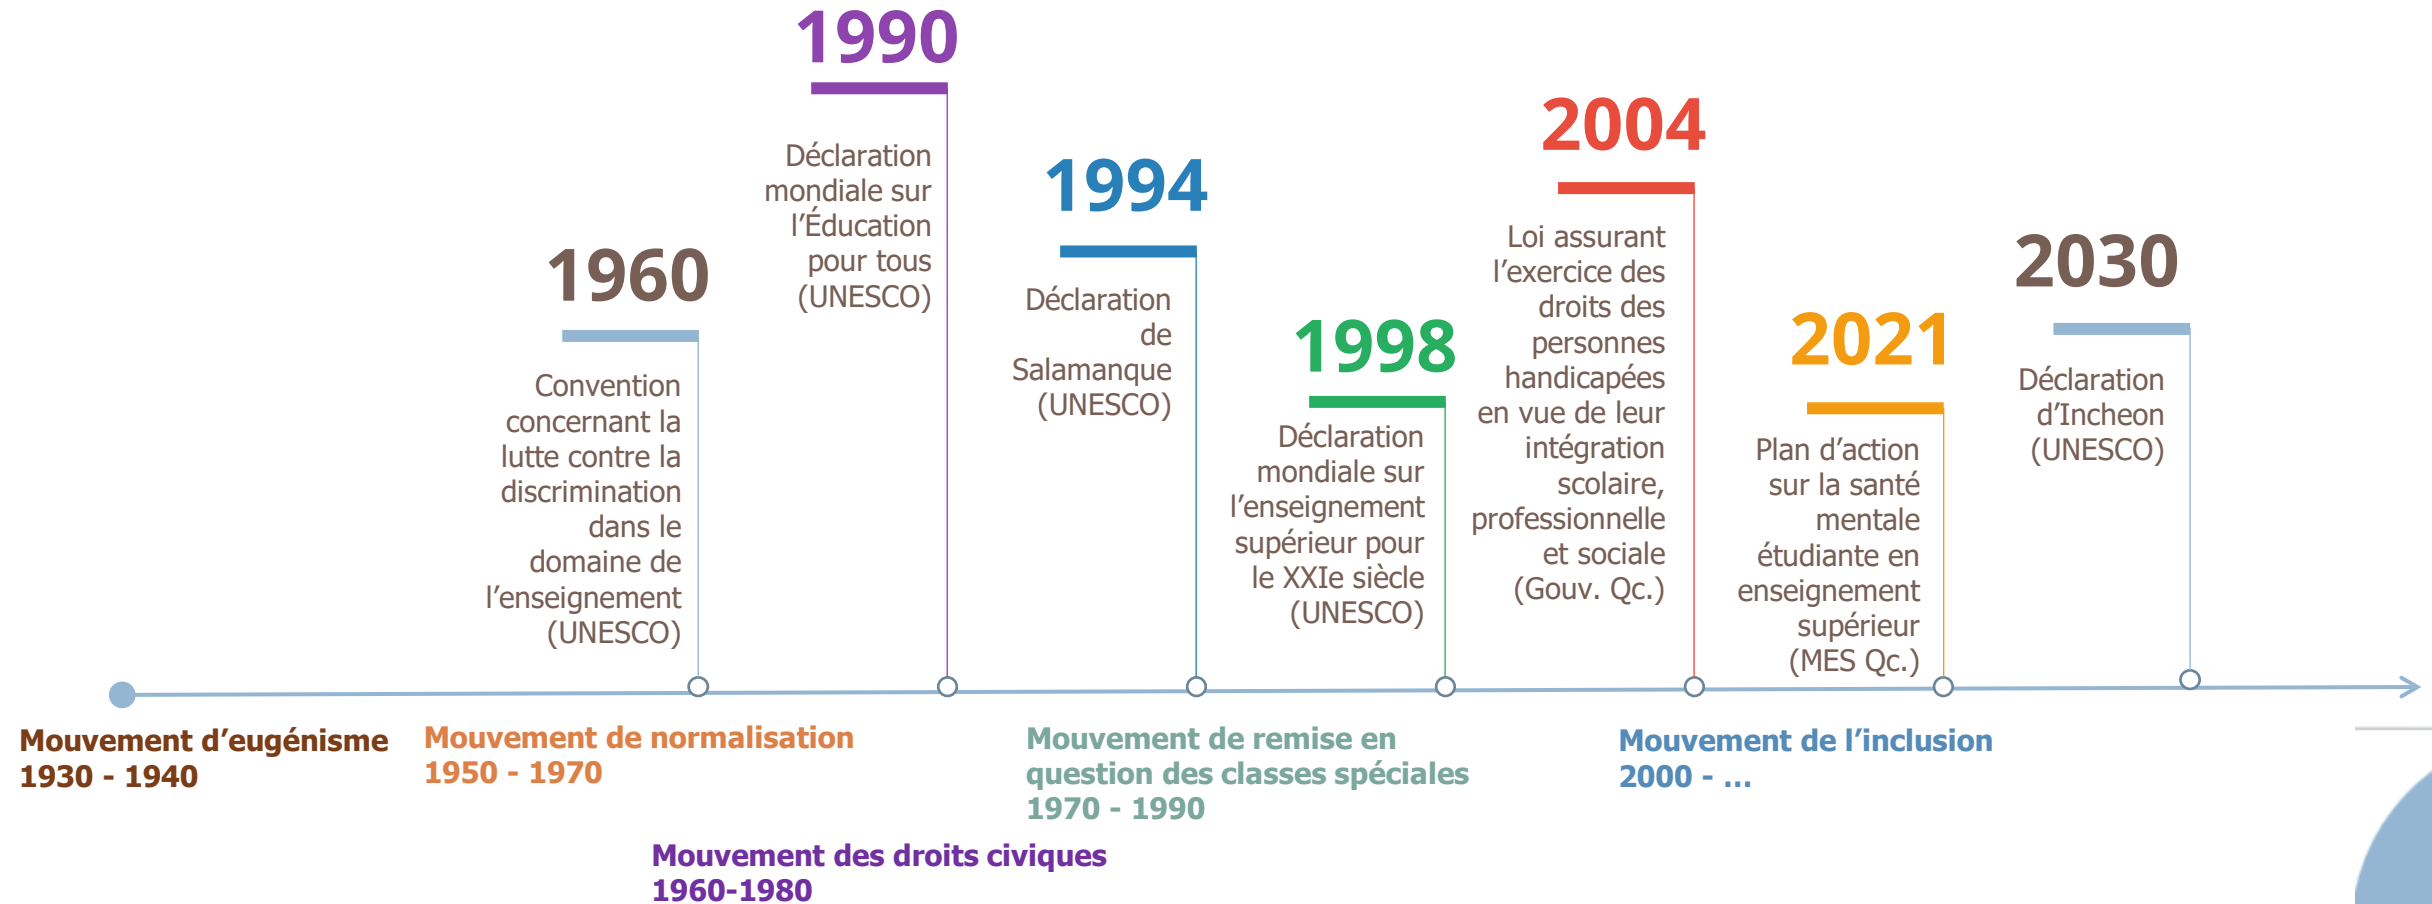 1960
Convention
concernant la
lutte contre la
discrimination
dans le
domaine de
l’enseignement
(UNESCO)
1990
Déclaration
mondiale sur
l’Éducation
pour tous
(UNESCO)
1994
Déclaration
de
Salamanque
(UNESCO)
1998
Déclaration
mondiale sur
l’enseignement
supérieur pour
le XXIe siècle
(UNESCO)
2004
Loi assurant
l’exercice des
droits des
personnes
handicapées
en vue de leur
intégration
scolaire,
professionnelle
et sociale
(Gouv. Qc.)
2021
Plan d’action
sur la santé
mentale
étudiante en
enseignement
supérieur
(MES Qc.)
2030
Déclaration
d’Incheon
(UNESCO)
Mouvement d’eugénisme
1930 - 1940
Mouvement de normalisation
1950 - 1970
Mouvement des droits civiques
1960-1980
Mouvement de remise en
question des classes spéciales
1970 - 1990
Mouvement de l’inclusion
2000 - ...